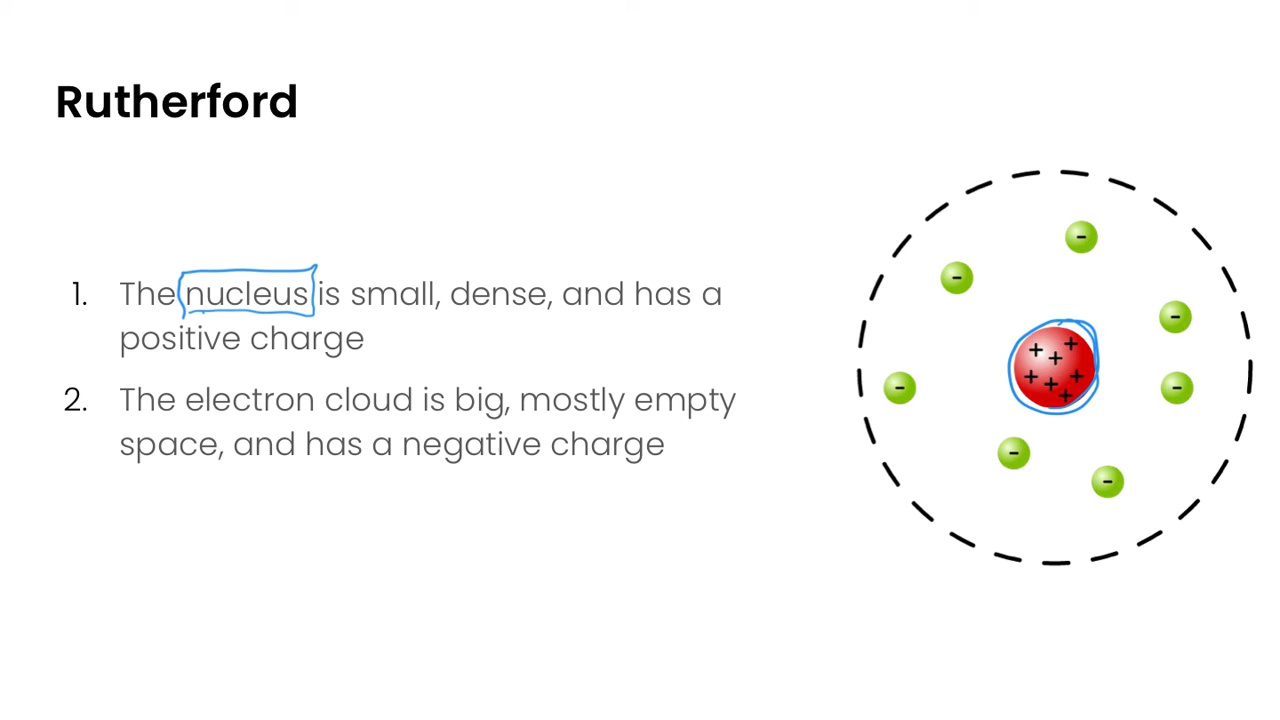 Rutherford
1. The nucleus is small, dense, and has a
positive charge
2. The electron cloud is big, mostly empty
space, and has a negative charge
-
-
-
+ +
+
+ + +
+
-
-
-
-